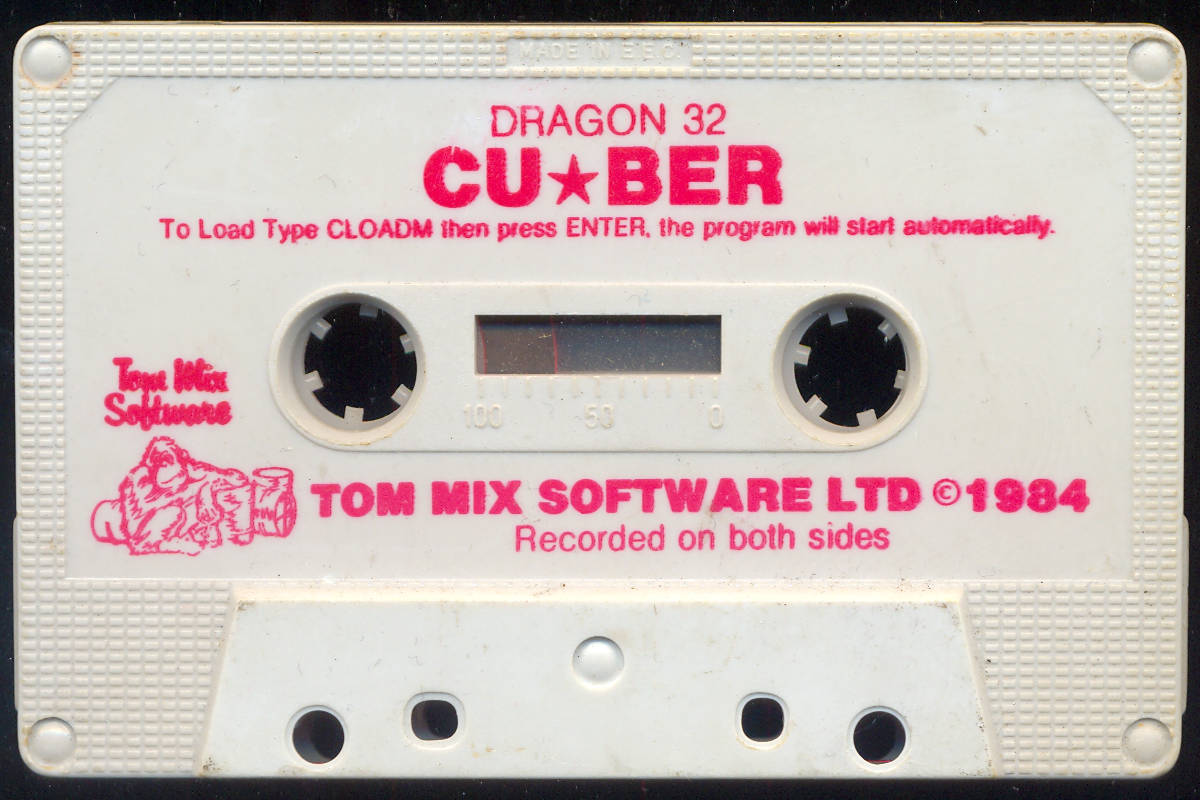 MADE IN E.E.C.
DRAGON 32
CU★BER
To Load Type CLOADM then press ENTER, the program will start automatically.
100 50 0
Tom Mix
Software
TOM MIX SOFTWARE LTD ©1984
Recorded on both sides